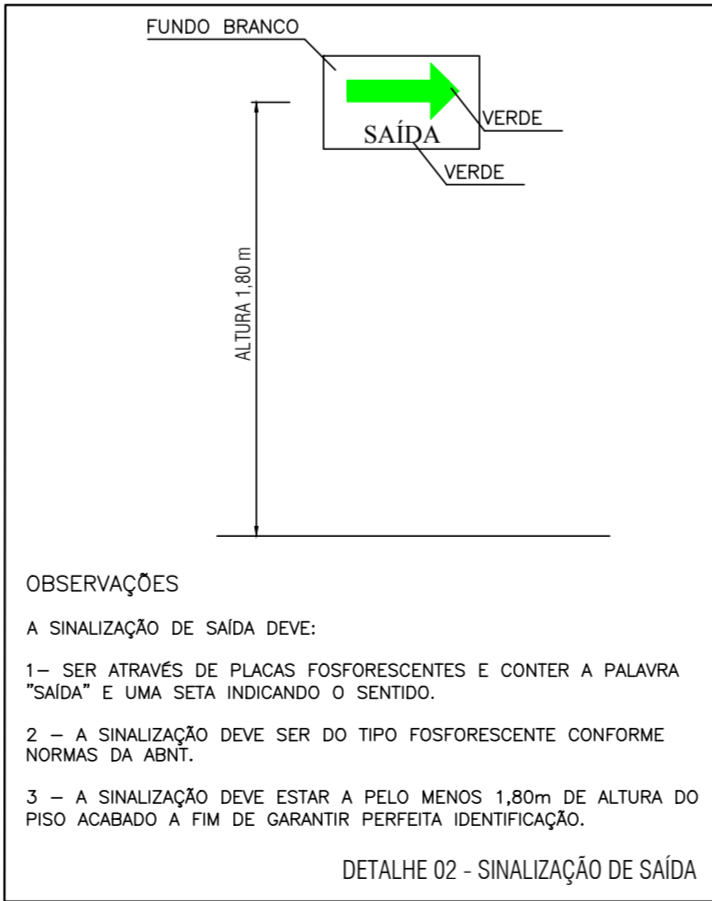 FUNDO BRANCO
SAÍDA
VERDE
VERDE
ALTURA 1,80 m
OBSERVAÇÕES
A SINALIZAÇÃO DE SAÍDA DEVE:
1– SER ATRAVÉS DE PLACAS FOSFORESCENTES E CONTER A PALAVRA
"SAÍDA" E UMA SETA INDICANDO O SENTIDO.
2 – A SINALIZAÇÃO DEVE SER DO TIPO FOSFORESCENTE CONFORME
NORMAS DA ABNT.
3 – A SINALIZAÇÃO DEVE ESTAR A PELO MENOS 1,80m DE ALTURA DO
PISO ACABADO A FIM DE GARANTIR PERFEITA IDENTIFICAÇÃO.
DETALHE 02 - SINALIZAÇÃO DE SAÍDA